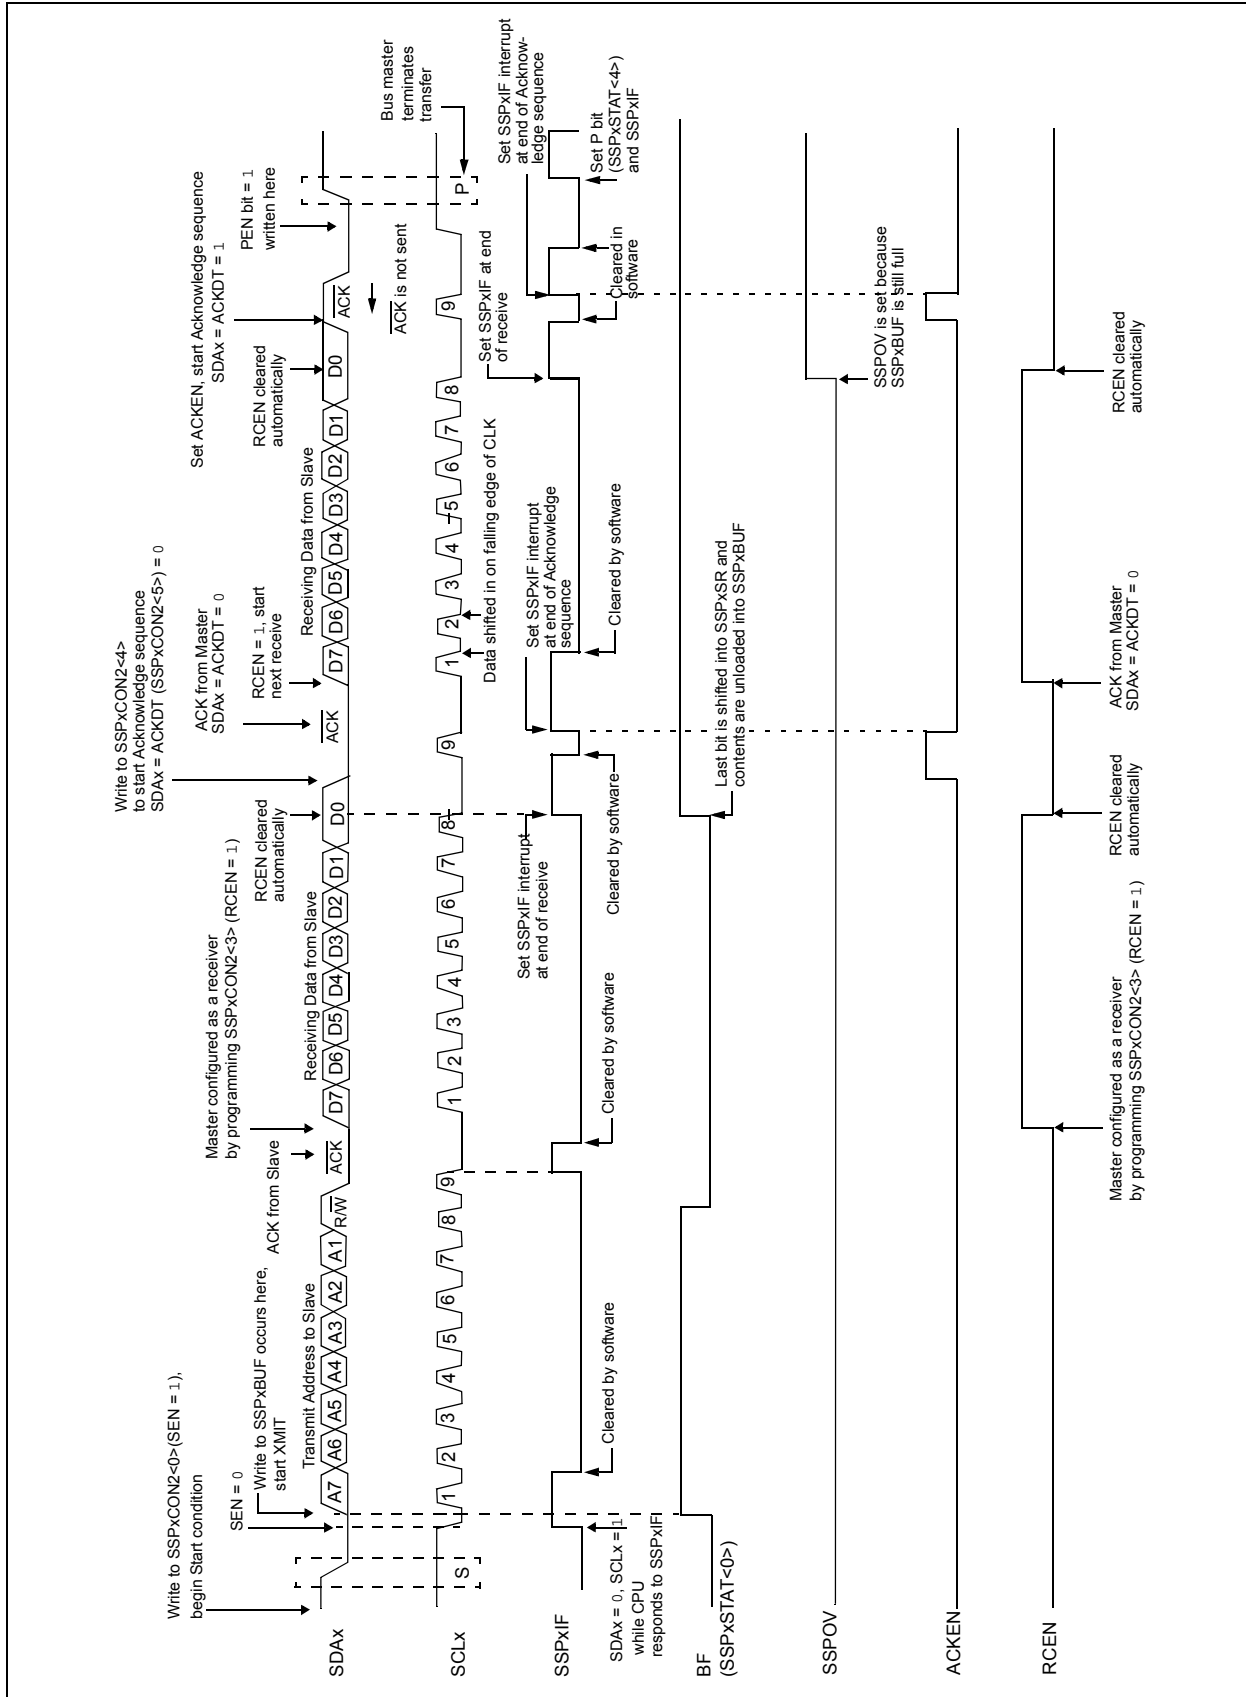 Write to SSPxCON2<0>(SEN = 1),
begin Start condition
SEN = 0
Write to SSPxBUF occurs here,
start XMIT
ACK from Slave
Master configured as a receiver
by programming SSPxCON2<3> (RCEN = 1)
RCEN cleared
automatically
Write to SSPxCON2<4>
to start Acknowledge sequence
SDAx = ACKDT (SSPxCON2<5>) = 0
ACK from Master
SDAx = ACKDT = 0
RCEN = 1, start
next receive
RCEN cleared
automatically
Set ACKEN, start Acknowledge sequence
SDAx = ACKDT = 1
PEN bit = 1
written here
Transmit Address to Slave
Receiving Data from Slave
Receiving Data from Slave
SDAx
A7 A6 A5 A4 A3 A2 A1 R/W ACK D7 D6 D5 D4 D3 D2 D1 D0 ACK D7 D6 D5 D4 D3 D2 D1 D0 ACK
ACK is not sent
Bus master
terminates
transfer
SCLx
S 1 2 3 4 5 6 7 8 9 1 2 3 4 5 6 7 8 9 1 2 3 4 5 6 7 8 9 P
Data shifted in on falling edge of CLK
Set SSPxIF interrupt
at end of receive
Set SSPxIF interrupt
at end of Acknowledge
sequence
Set SSPxIF at end
of receive
Set SSPxIF interrupt
at end of Acknow-
ledge sequence
SSPxIF
SDAx = 0, SCLx = 1
while CPU
responds to SSPxIF
Cleared by software
Cleared by software
Cleared by software
Cleared by software
Cleared in
software
Set P bit
(SSPxSTAT<4>)
and SSPxIF
BF
(SSPxSTAT<0>)
Last bit is shifted into SSPxSR and
contents are unloaded into SSPxBUF
SSPOV
SSPOV is set because
SSPxBUF is still full
ACKEN
RCEN
Master configured as a receiver
by programming SSPxCON2<3> (RCEN = 1)
RCEN cleared
automatically
ACK from Master
SDAx = ACKDT = 0
RCEN cleared
automatically